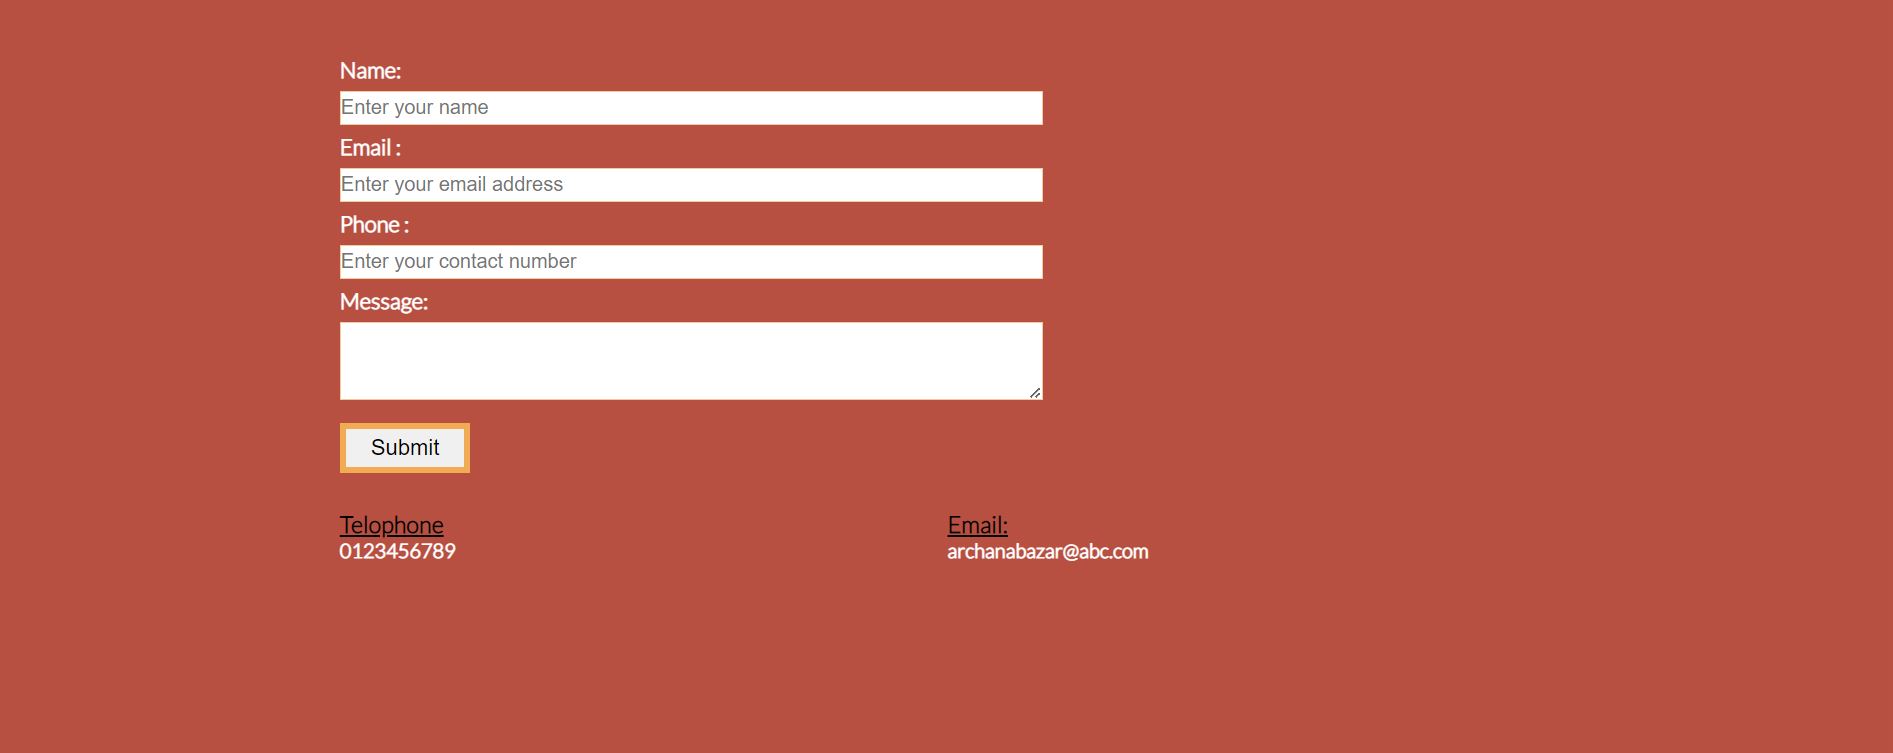 Name:
Enter your name
Email :
Enter your email address
Phone :
Enter your contact number
Message:
Submit
Telophone
0123456789
Email:
archanabazar@abc.com